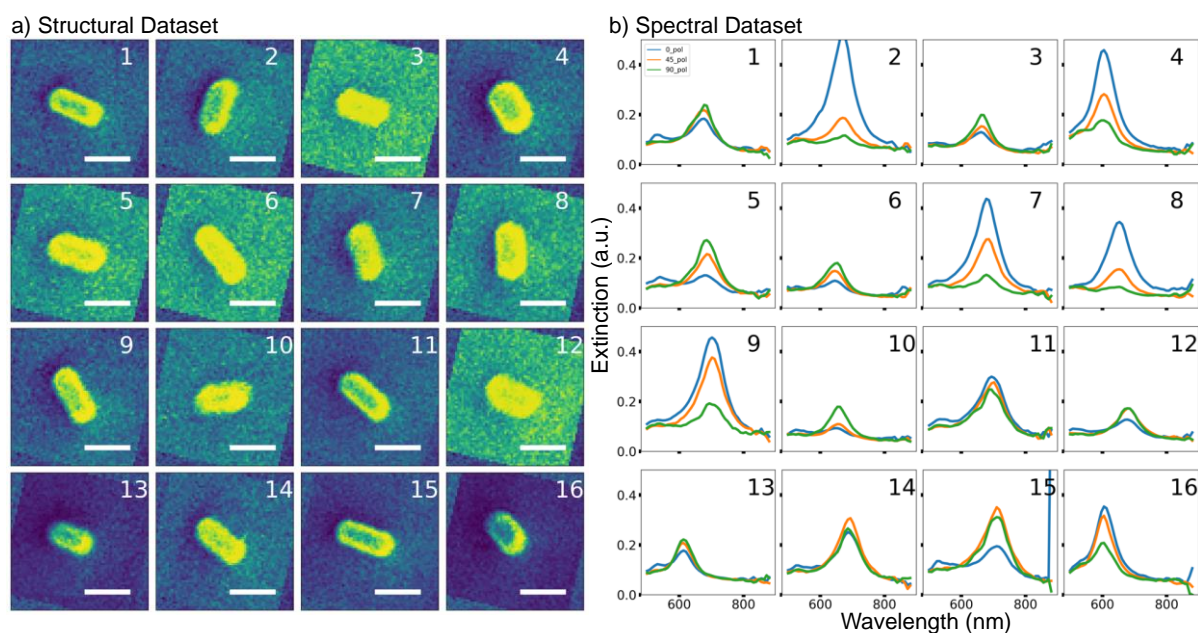 a) Structural Dataset
1 2 3 4
5 6 7 8
9 10 11 12
13 14 15 16
b) Spectral Dataset
Extinction (a.u.)
0_pol
45_pol
90_pol
1 2 3 4
0.4
0.2
0.0
5 6 7 8
0.4
0.2
0.0
9 10 11 12
0.4
0.2
0.0
13 14 15 16
0.4
0.2
0.0
600 800 600 800 600 800 600 800
Wavelength (nm)